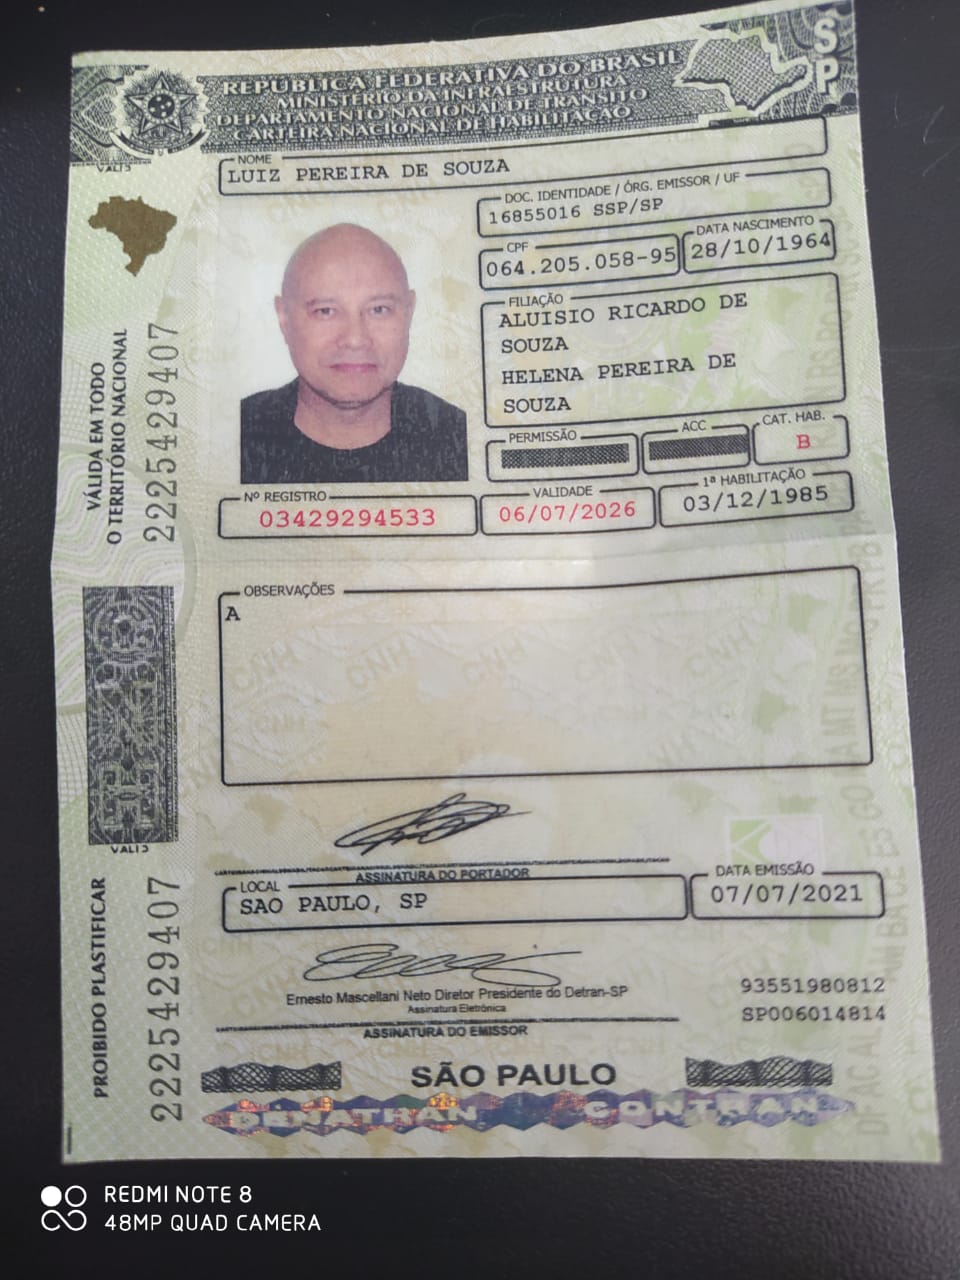 SP
REPÚBLICA FEDERATIVA DO BRASIL
MINISTÉRIO DA INFRAESTRUTURA
DEPARTAMENTO NACIONAL DE TRÂNSITO
CARTEIRA NACIONAL DE HABILITAÇÃO
NOME
LUIZ PEREIRA DE SOUZA
DOC. IDENTIDADE / ÓRG. EMISSOR / UF
16855016 SSP/SP
CPF
064.205.058-95
DATA NASCIMENTO
28/10/1964
FILIAÇÃO
ALUISIO RICARDO DE
SOUZA
HELENA PEREIRA DE
SOUZA
PERMISSÃO
ACC
CAT. HAB.
B
Nº REGISTRO
03429294533
VALIDADE
06/07/2026
1ª HABILITAÇÃO
03/12/1985
VÁLIDA EM TODO
O TERRITÓRIO NACIONAL
2225429407
OBSERVAÇÕES
A
ASSINATURA DO PORTADOR
LOCAL
SAO PAULO, SP
DATA EMISSÃO
07/07/2021
Ernesto Mascellani Neto Diretor Presidente do Detran-SP
Assinatura Eletrônica
ASSINATURA DO EMISSOR
93551980812
SP006014814
PROIBIDO PLASTIFICAR
2225429407
SÃO PAULO
DENATRAN CONTRAN
REDMI NOTE 8
48MP QUAD CAMERA